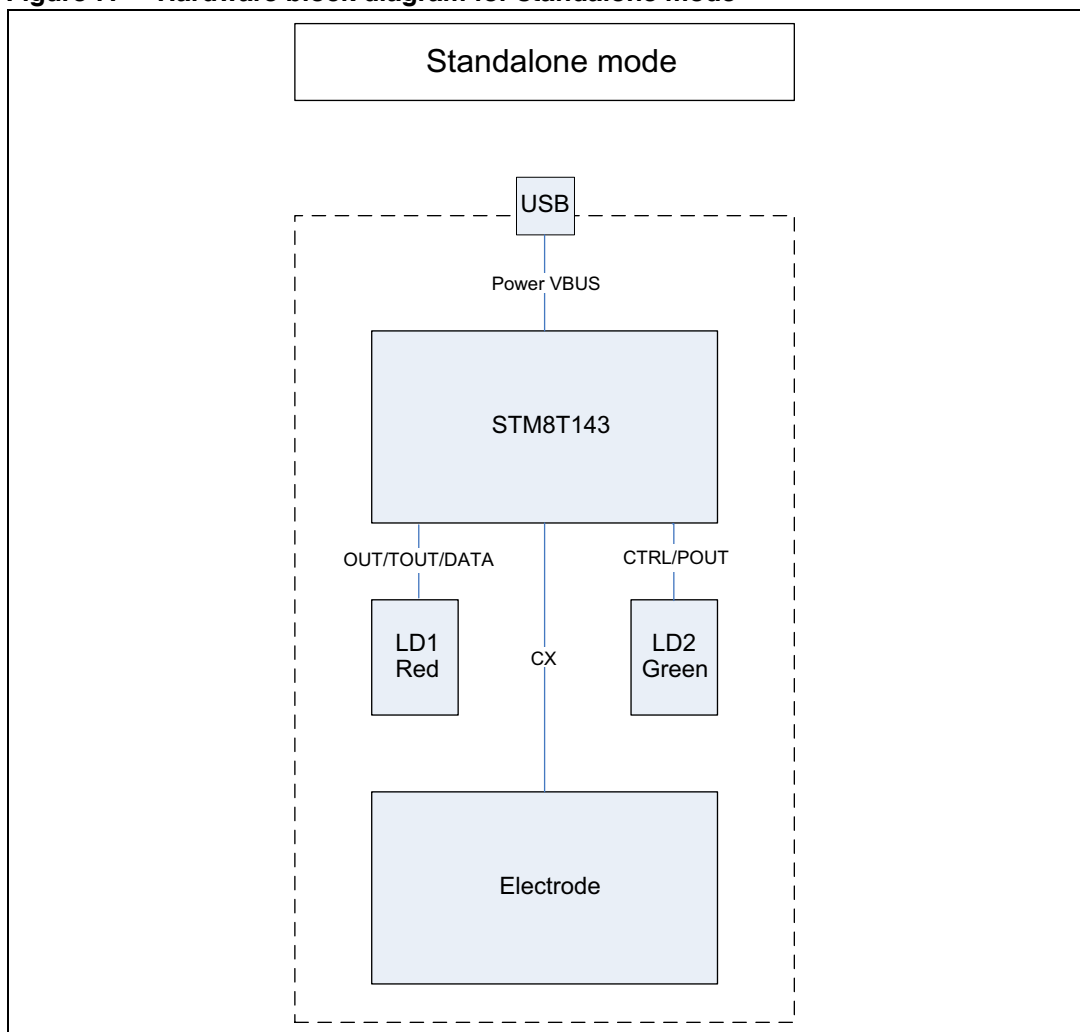 Standalone mode
USB
Power VBUS
STM8T143
OUT/TOUT/DATA
CTRL/POUT
LD1
Red
CX
LD2
Green
Electrode